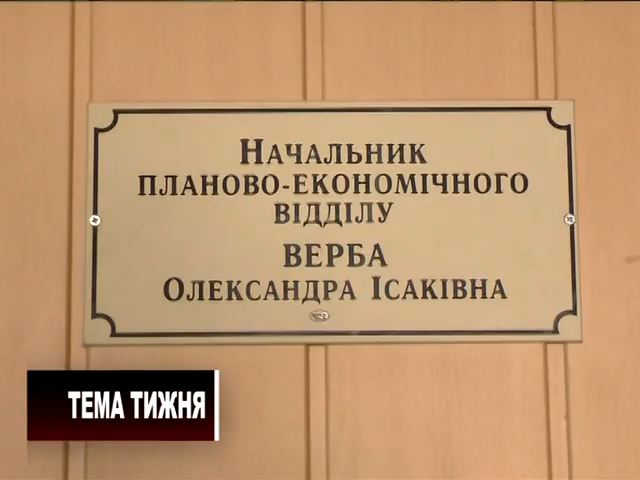 НАЧАЛЬНИК
ПЛАНОВО-ЕКОНОМІЧНОГО
ВІДДІЛУ
ВЕРБА
ОЛЕКСАНДРА ІСАКІВНА
ТЕМА ТИЖНЯ